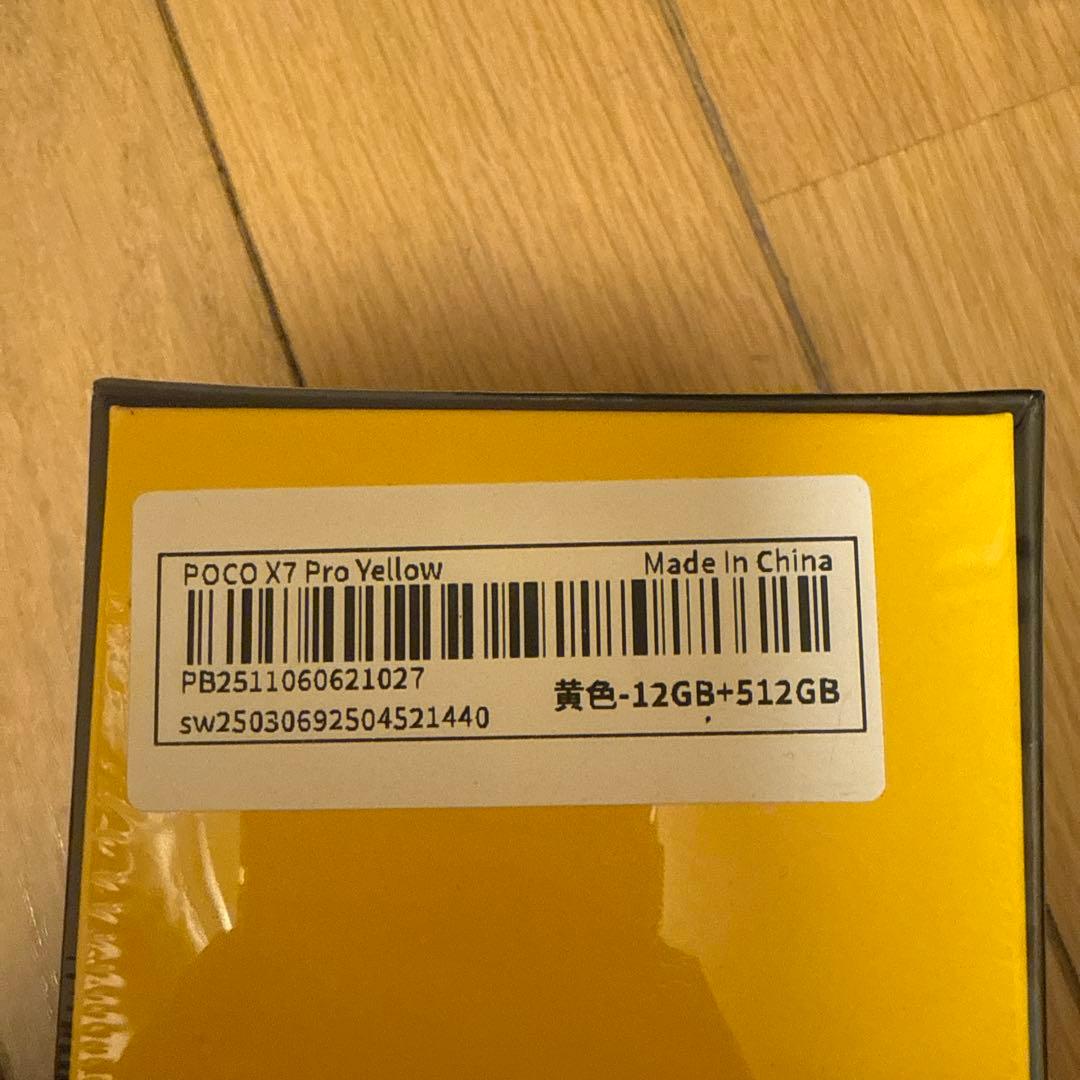 POCO X7 Pro Yellow Made In China
PB2511060621027
sw25030692504521440
黄色-12GB+512GB